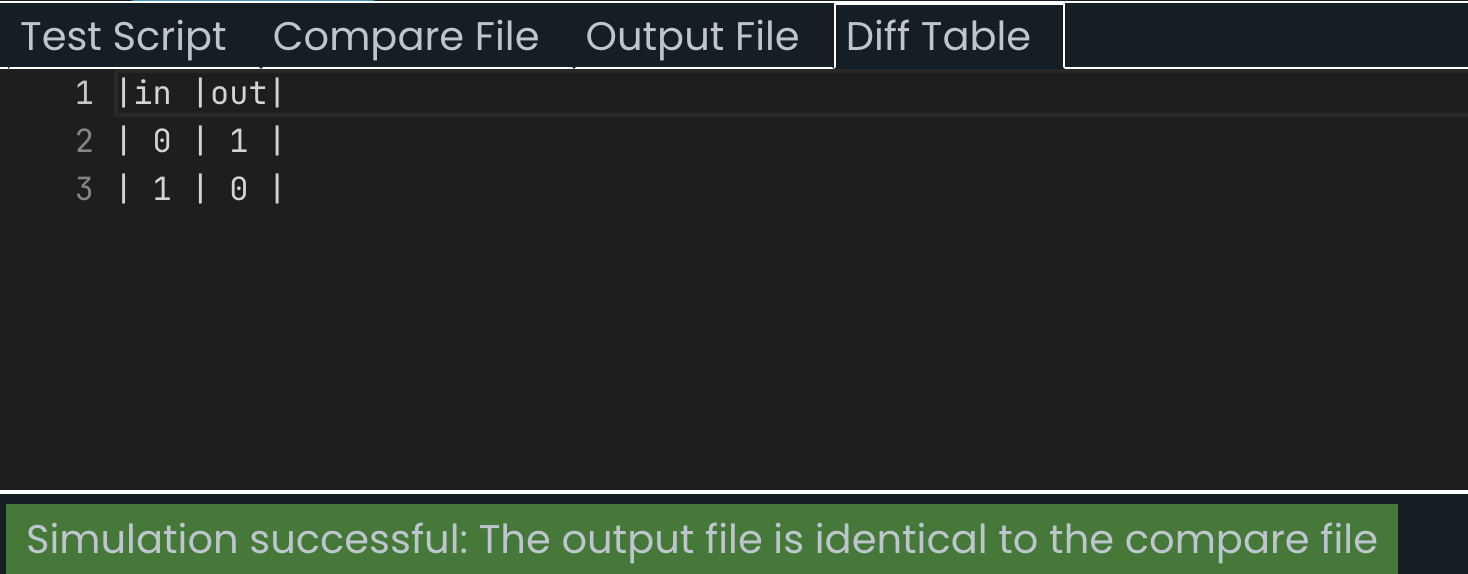 Test Script Compare File Output File Diff Table
1 |in |out|
2 | 0 | 1 |
3 | 1 | 0 |
Simulation successful: The output file is identical to the compare file